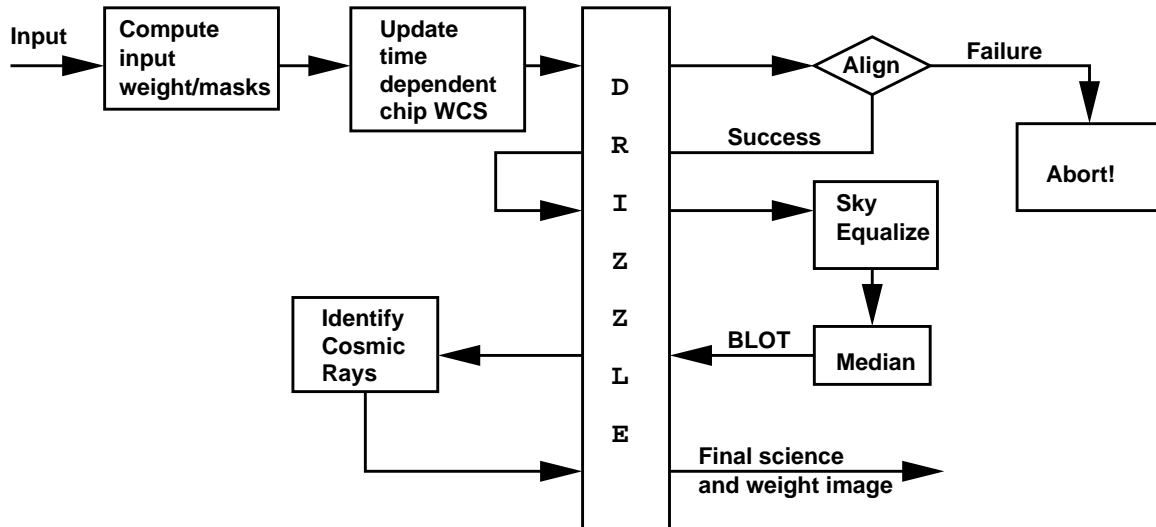 Input
Compute
input
weight/masks
Update
time
dependent
chip WCS
D
R
I
Z
Z
L
E
Align
Failure
Success
Abort!
Sky
Equalize
Identify
Cosmic
Rays
BLOT
Median
Final science
and weight image